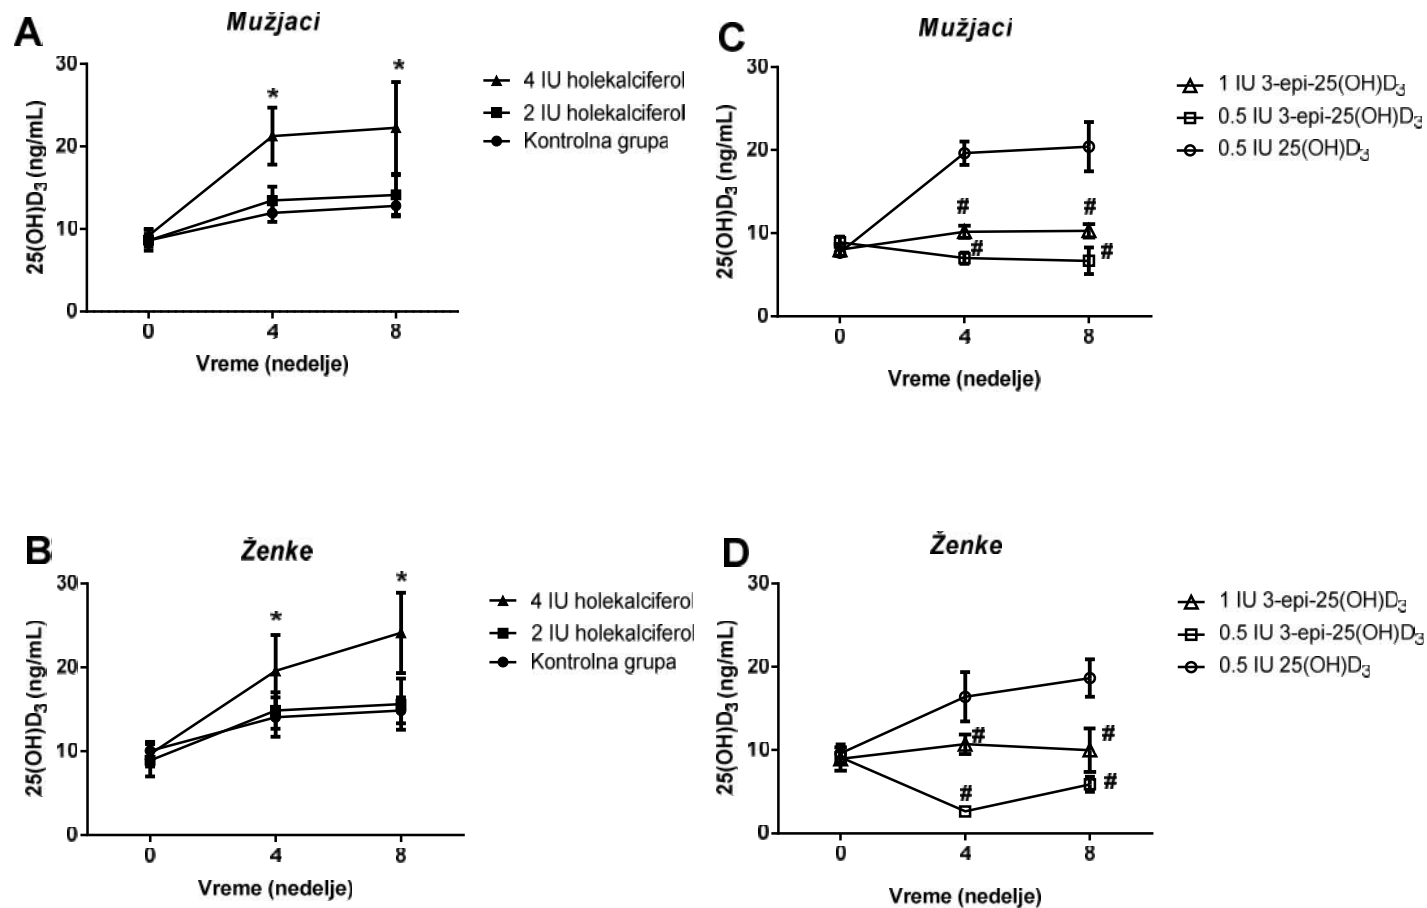 A
Mužjaci
30
20
10
0
25(OH)D3 (ng/mL)
*
*
0 4 8
Vreme (nedelje)
4 IU holekalciferol
2 IU holekalciferol
Kontrolna grupa
C
Mužjaci
30
20
10
0
25(OH)D3 (ng/mL)
# #
# #
0 4 8
Vreme (nedelje)
1 IU 3-epi-25(OH)D3
0.5 IU 3-epi-25(OH)D3
0.5 IU 25(OH)D3
B
Ženke
30
20
10
0
25(OH)D3 (ng/mL)
*
*
0 4 8
Vreme (nedelje)
4 IU holekalciferol
2 IU holekalciferol
Kontrolna grupa
D
Ženke
30
20
10
0
25(OH)D3 (ng/mL)
# #
# #
0 4 8
Vreme (nedelje)
1 IU 3-epi-25(OH)D3
0.5 IU 3-epi-25(OH)D3
0.5 IU 25(OH)D3